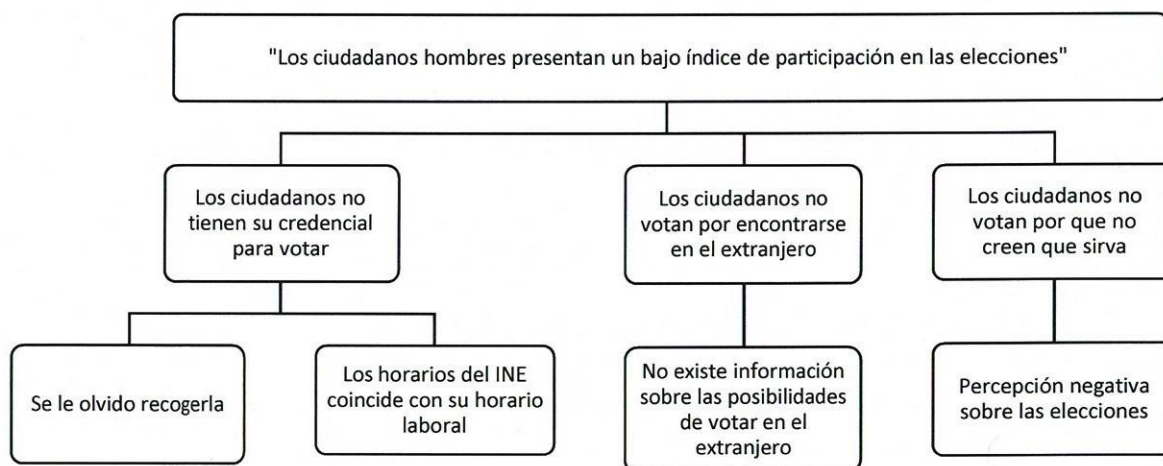 "Los ciudadanos hombres presentan un bajo índice de participación en las elecciones"
Los ciudadanos no
tienen su credencial
para votar
Los ciudadanos no
votan por encontrarse
en el extranjero
Los ciudadanos no
votan por que no
creen que sirva
Se le olvido recogerla
Los horarios del INE
coincide con su horario
laboral
No existe información
sobre las posibilidades
de votar en el
extranjero
Percepción negativa
sobre las elecciones